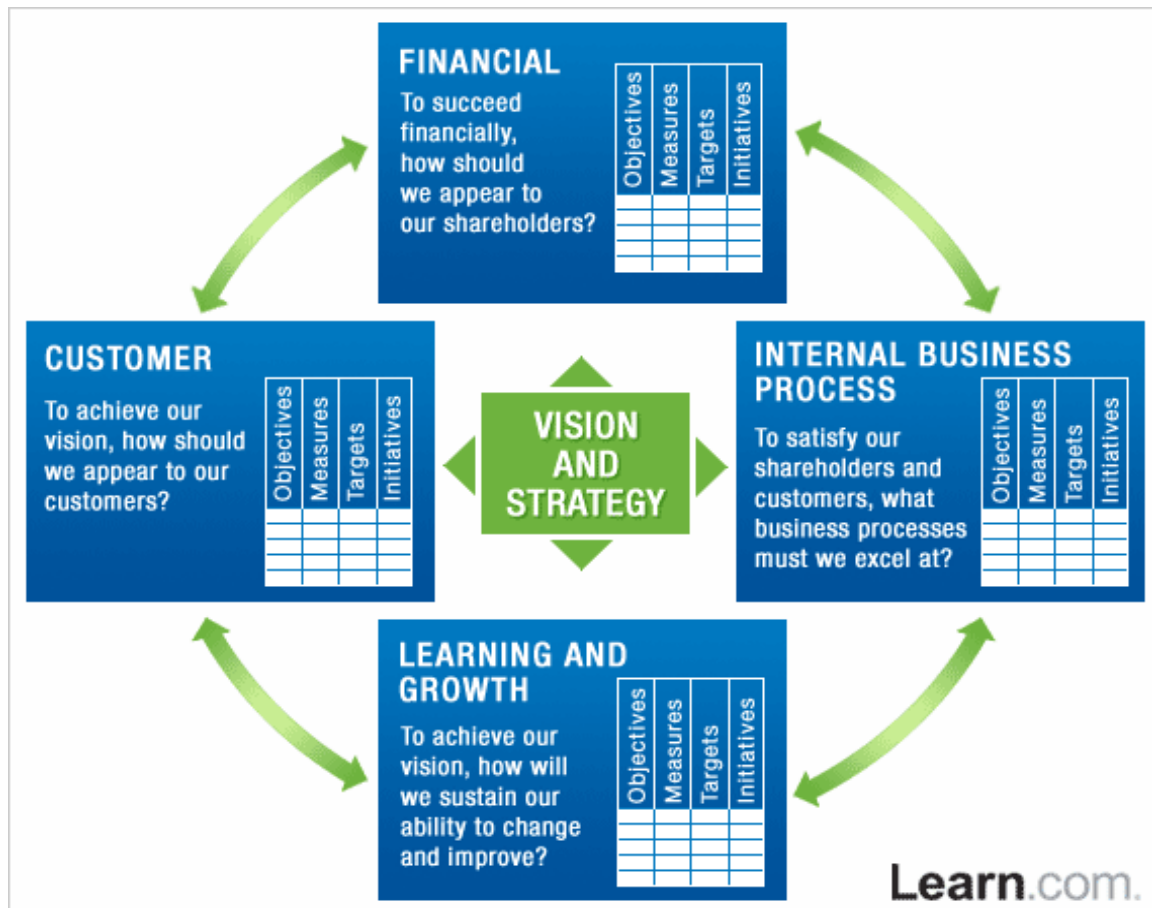 FINANCIAL
To succeed
financially,
how should
we appear to
our shareholders?
Objectives
Measures
Targets
Initiatives
CUSTOMER
To achieve our
vision, how should
we appear to our
customers?
Objectives
Measures
Targets
Initiatives
VISION
AND
STRATEGY
INTERNAL BUSINESS
PROCESS
To satisfy our
shareholders and
customers, what
business processes
must we excel at?
Objectives
Measures
Targets
Initiatives
LEARNING AND
GROWTH
To achieve our
vision, how will
we sustain our
ability to change
and improve?
Objectives
Measures
Targets
Initiatives
Learn.com.